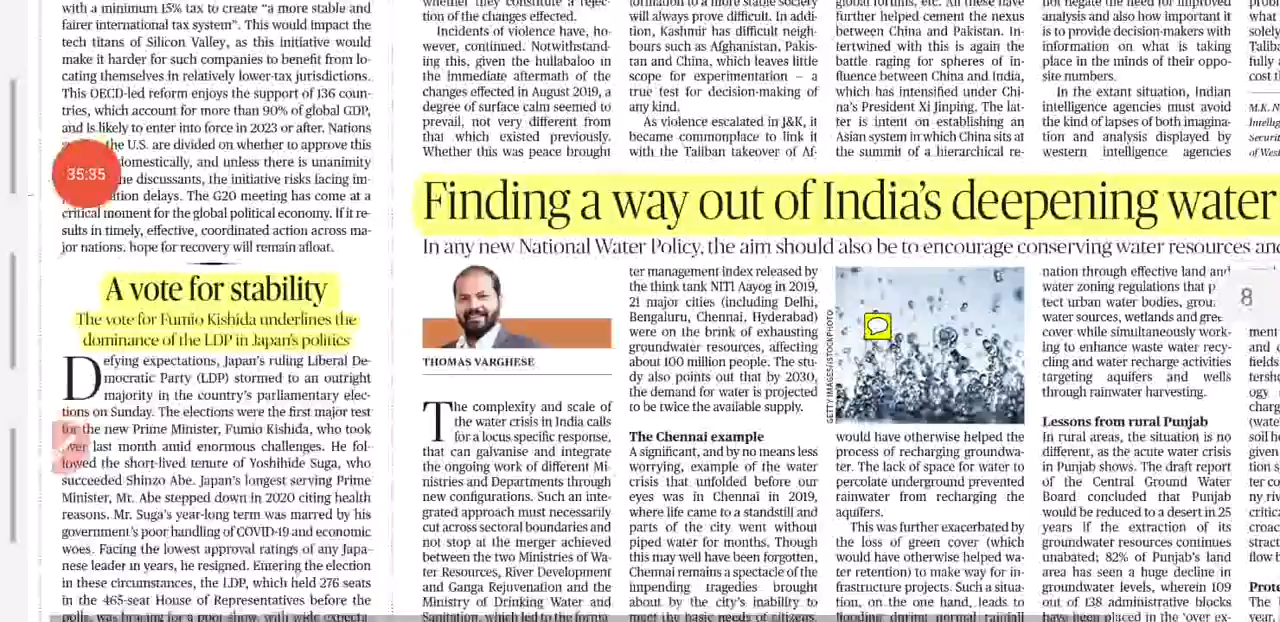 with a minimum 15% tax to create “a more stable and
fairer international tax system”. This would impact the
tech titans of Silicon Valley, as this initiative would
make it harder for such companies to benefit from lo-
cating themselves in relatively lower-tax jurisdictions.
This OECD-led reform enjoys the support of 136 coun-
tries, which account for more than 90% of global GDP,
and is likely to enter into force in 2023 or after. Nations
the U.S. are divided on whether to approve this
domestically, and unless there is unanimity
discussants, the initiative risks facing im-
delays. The G20 meeting has come at a
critical moment for the global political economy. If it re-
sults in timely, effective, coordinated action across ma-
jor nations, hope for recovery will remain afloat.
35:35
A vote for stability
The vote for Fumio Kishida underlines the
dominance of the LDP in Japan's politics
Defying expectations, Japan's ruling Liberal De-
mocratic Party (LDP) stormed to an outright
majority in the country's parliamentary elec-
tions on Sunday. The elections were the first major test
for the new Prime Minister, Fumio Kishida, who took
over last month amid enormous challenges. He fol-
lowed the short-lived tenure of Yoshihide Suga, who
succeeded Shinzo Abe. Japan's longest serving Prime
Minister, Mr. Abe stepped down in 2020 citing health
reasons. Mr. Suga's year-long term was marred by his
government's poor handling of COVID-19 and economic
woes. Facing the lowest approval ratings of any Japa-
nese leader in years, he resigned. Entering the election
in these circumstances, the LDP, which held 276 seats
in the 465-seat House of Representatives before the
whether they constitute a rejec-
tion of the changes effected.
Incidents of violence have, ho-
wever, continued. Notwithstand-
ing this, given the hullabaloo in
the immediate aftermath of the
changes effected in August 2019, a
degree of surface calm seemed to
prevail, not very different from
that which existed previously.
Whether this was peace brought
formation to a more stable society
will always prove difficult. In addi-
tion, Kashmir has difficult neigh-
bours such as Afghanistan, Pakis-
tan and China, which leaves little
scope for experimentation – a
true test for decision-making of
any kind.
As violence escalated in J&K, it
became commonplace to link it
with the Taliban takeover of Af-
global forums, etc. All these have
further helped cement the nexus
between China and Pakistan. In-
tertwined with this is again the
battle raging for spheres of in-
fluence between China and India,
which has intensified under Chi-
na's President Xi Jinping. The lat-
ter is intent on establishing an
Asian system in which China sits at
the summit of a hierarchical re-
not negate the need for improved
analysis and also how important it
is to provide decision-makers with
information on what is taking
place in the minds of their oppo-
site numbers.
In the extant situation, Indian
intelligence agencies must avoid
the kind of lapses of both imagina-
tion and analysis displayed by
western intelligence agencies
what
solely
Taliba
fully
cost t
M.K. N
Intellig
Securit
of West
Finding a way out of India's deepening water
In any new National Water Policy, the aim should also be to encourage conserving water resources and
THOMAS VARGHESE
The complexity and scale of
the water crisis in India calls
for a locus specific response,
that can galvanise and integrate
the ongoing work of different Mi-
nistries and Departments through
new configurations. Such an inte-
grated approach must necessarily
cut across sectoral boundaries and
not stop at the merger achieved
between the two Ministries of Wa-
ter Resources, River Development
and Ganga Rejuvenation and the
Ministry of Drinking Water and
Sanitation, which led to the forma-
ter management index released by
the think tank NITI Aayog in 2019,
21 major cities (including Delhi,
Bengaluru, Chennai, Hyderabad)
were on the brink of exhausting
groundwater resources, affecting
about 100 million people. The stu-
dy also points out that by 2030,
the demand for water is projected
to be twice the available supply.
The Chennai example
A significant, and by no means less
worrying, example of the water
crisis that unfolded before our
eyes was in Chennai in 2019,
where life came to a standstill and
parts of the city went without
piped water for months. Though
this may well have been forgotten,
Chennai remains a spectacle of the
impending tragedies brought
about by the city's inability to
meet the basic needs of citizens.
GETTY IMAGES/ISTOCKPHOTO
would have otherwise helped the
process of recharging groundwa-
ter. The lack of space for water to
percolate underground prevented
rainwater from recharging the
aquifers.
This was further exacerbated by
the loss of green cover (which
would have otherwise helped wa-
ter retention) to make way for in-
frastructure projects. Such a situa-
tion, on the one hand, leads to
flooding during normal rainfall
nation through effective land and
water zoning regulations that
tect urban water bodies,
water sources, wetlands and
cover while simultaneously work-
ing to enhance waste water recy-
cling and water recharge activities
targeting aquifers and wells
through rainwater harvesting.
Lessons from rural Punjab
In rural areas, the situation is no
different, as the acute water crisis
in Punjab shows. The draft report
of the Central Ground Water
Board concluded that Punjab
would be reduced to a desert in 25
years if the extraction of its
groundwater resources continues
unabated; 82% of Punjab's land
area has seen a huge decline in
groundwater levels, wherein 109
out of 138 administrative blocks
have been placed in the 'over ex-
8